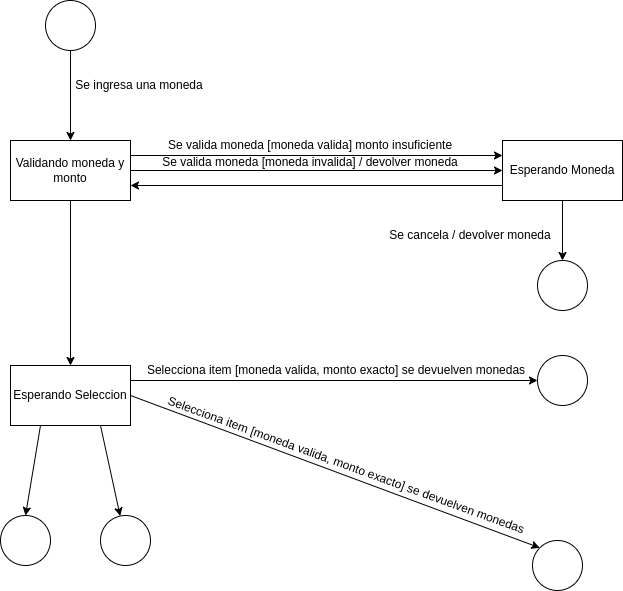 Se ingresa una moneda
Se valida moneda [moneda valida] monto insuficiente
Validando moneda y
monto
Se valida moneda [moneda invalida] / devolver moneda
Esperando Moneda
Se cancela / devolver moneda
Selecciona item [moneda valida, monto exacto] se devuelven monedas
Esperando Seleccion
Selecciona item [moneda valida, monto exacto] se devuelven monedas